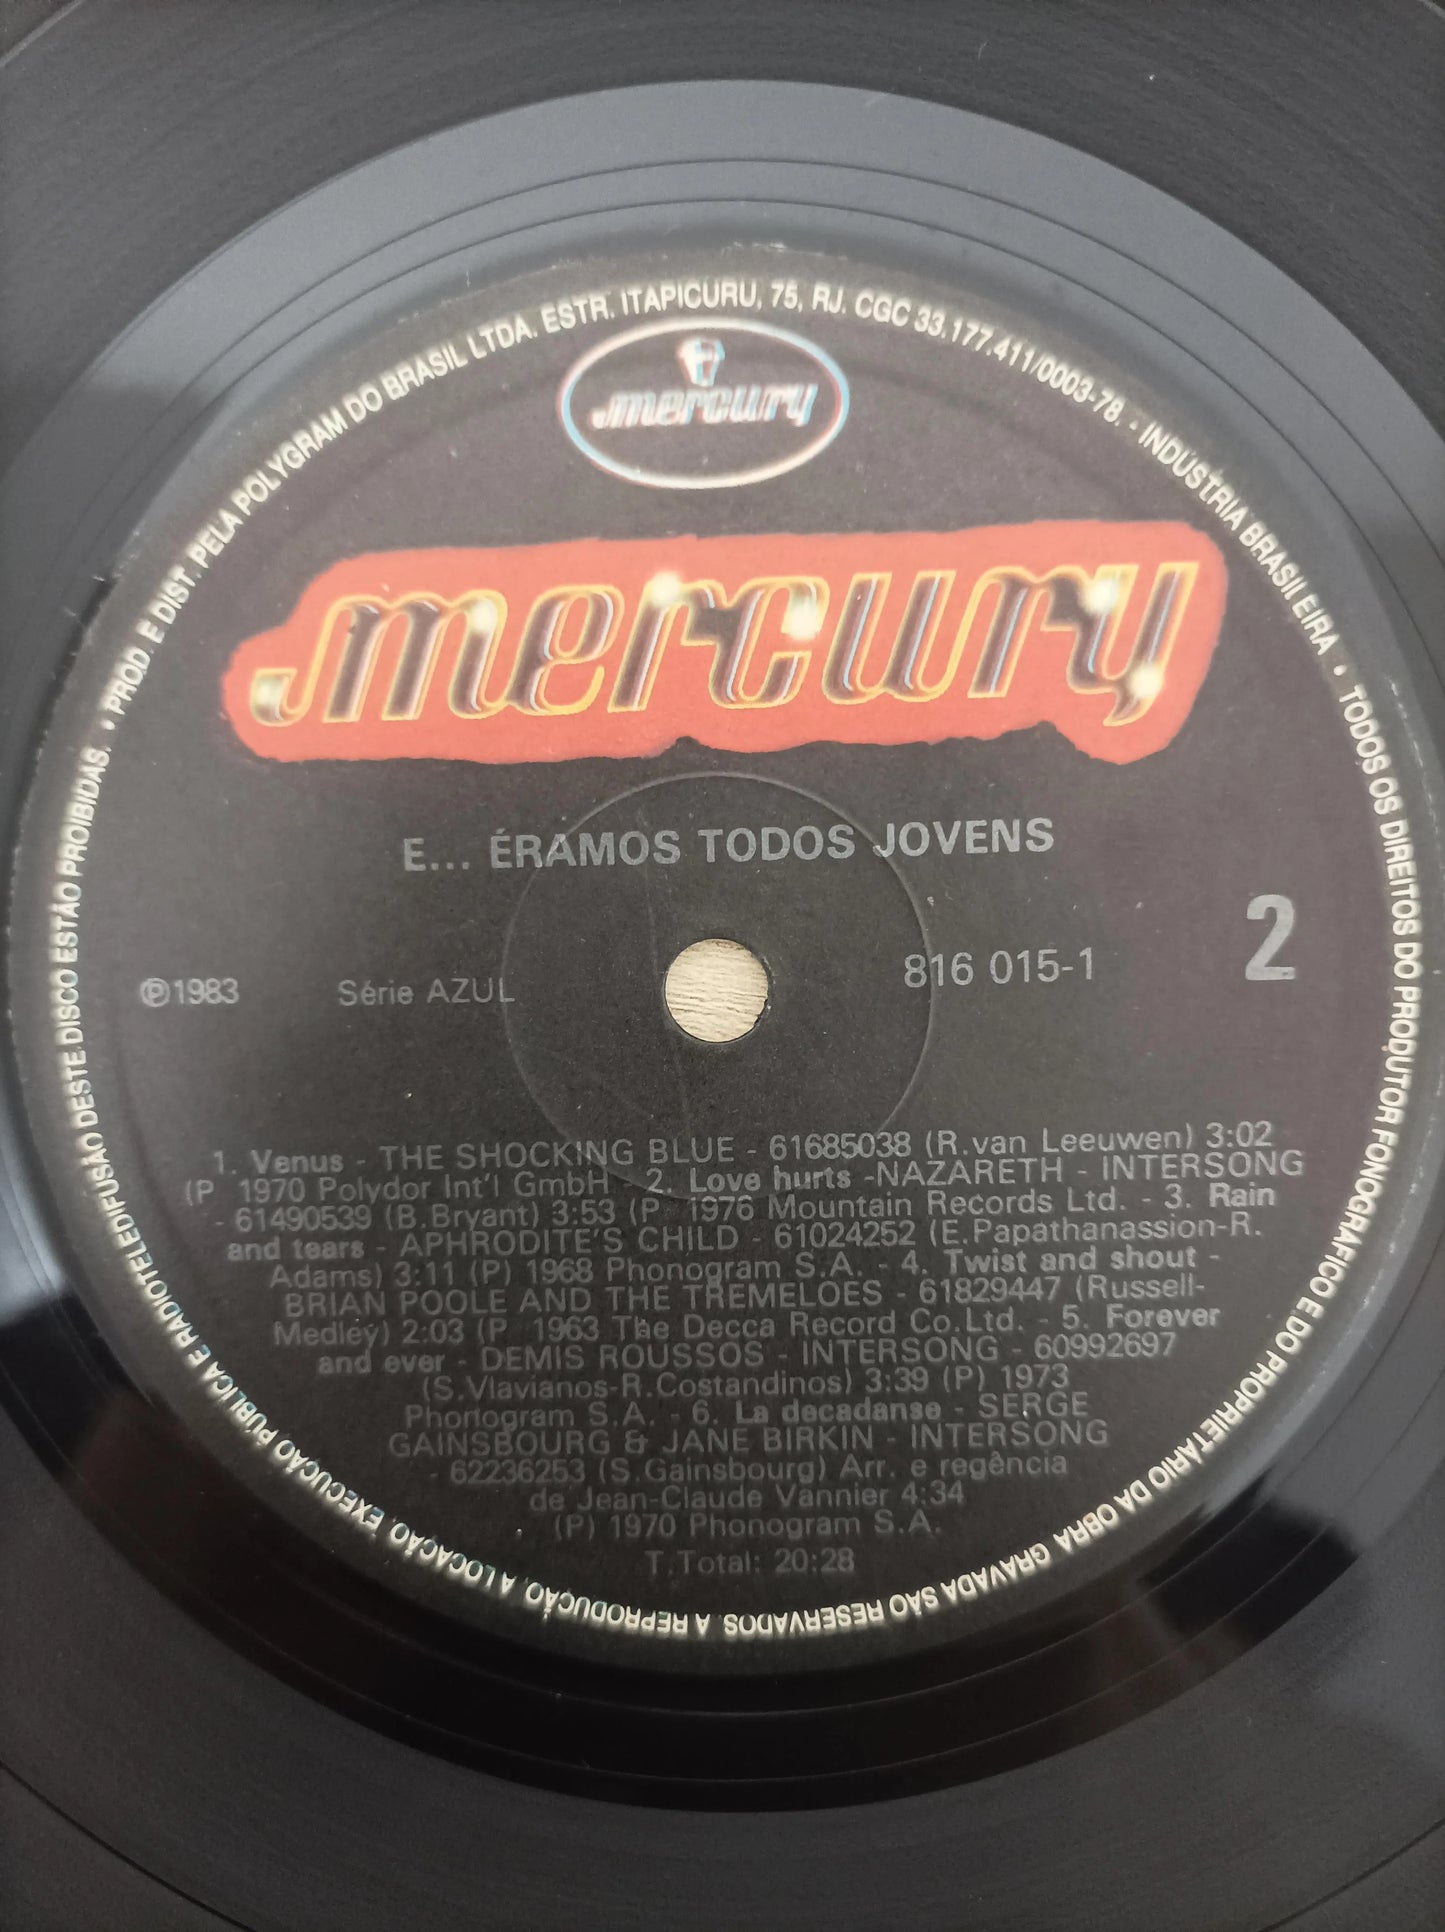 • PROD. E DIST. PELA POLYGRAM DO BRASIL LTDA. ESTR. ITAPICURU, 75, RJ. CGC 33.177.411/0003-78. • INDÚSTRIA BRASILEIRA • TODOS OS DIREITOS DO PRODUTOR FONOGRÁFICO E DO PROPRIETÁRIO DA OBRA GRAVADA SÃO RESERVADOS. A REPRODUÇÃO, A LOCAÇÃO, EXECUÇÃO PÚBLICA E RADIOTELEDIFUSÃO DESTE DISCO ESTÃO PROIBIDAS.
mercury
mercury
E... ÉRAMOS TODOS JOVENS
2
℗1983 Série AZUL 816 015-1
1. Venus - THE SHOCKING BLUE - 61685038 (R.van Leeuwen) 3:02
(P 1970 Polydor Int'l GmbH 2. Love hurts -NAZARETH - INTERSONG
- 61490539 (B.Bryant) 3:53 (P 1976 Mountain Records Ltd. - 3. Rain
and tears - APHRODITE'S CHILD - 61024252 (E.Papathanassion-R.
Adams) 3:11 (P) 1968 Phonogram S.A. - 4. Twist and shout -
BRIAN POOLE AND THE TREMELOES - 61829447 (Russell-
Medley) 2:03 (P 1963 The Decca Record Co.Ltd. - 5. Forever
and ever - DEMIS ROUSSOS - INTERSONG - 60992697
(S.Vlavianos-R.Costandinos) 3:39 (P) 1973
Phonogram S.A. - 6. La decadanse - SERGE
GAINSBOURG & JANE BIRKIN - INTERSONG
- 62236253 (S.Gainsbourg) Arr. e regência
de Jean-Claude Vannier 4:34
(P) 1970 Phonogram S.A.
T.Total: 20:28